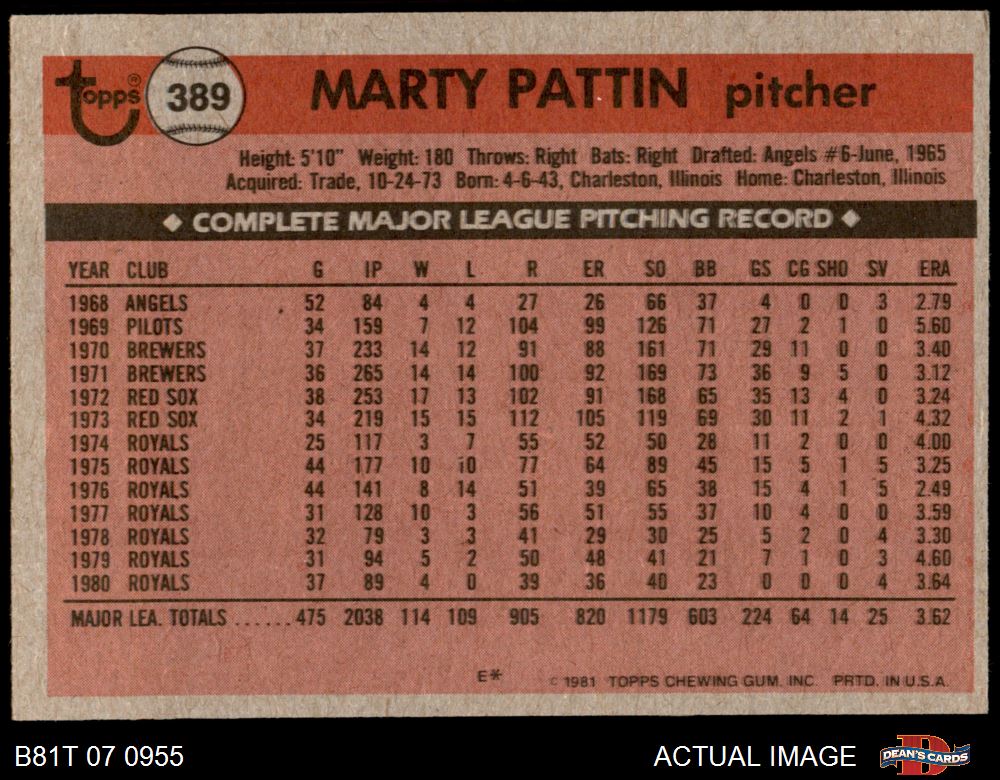 Topps® 389 MARTY PATTIN pitcher
Height: 5'10" Weight: 180 Throws: Right Bats: Right Drafted: Angels #6-June, 1965
Acquired: Trade, 10-24-73 Born: 4-6-43, Charleston, Illinois Home: Charleston, Illinois
◆ COMPLETE MAJOR LEAGUE PITCHING RECORD ◆
YEAR CLUB G IP W L R ER SO BB GS CG SHO SV ERA
1968 ANGELS 52 84 4 4 27 26 66 37 4 0 0 3 2.79
1969 PILOTS 34 159 7 12 104 99 126 71 27 2 1 0 5.60
1970 BREWERS 37 233 14 12 91 88 161 71 29 11 0 0 3.40
1971 BREWERS 36 265 14 14 100 92 169 73 36 9 5 0 3.12
1972 RED SOX 38 253 17 13 102 91 168 65 35 13 4 0 3.24
1973 RED SOX 34 219 15 15 112 105 119 69 30 11 2 1 4.32
1974 ROYALS 25 117 3 7 55 52 50 28 11 2 0 0 4.00
1975 ROYALS 44 177 10 10 77 64 89 45 15 5 1 5 3.25
1976 ROYALS 44 141 8 14 51 39 65 38 15 4 1 5 2.49
1977 ROYALS 31 128 10 3 56 51 55 37 10 4 0 0 3.59
1978 ROYALS 32 79 3 3 41 29 30 25 5 2 0 4 3.30
1979 ROYALS 31 94 5 2 50 48 41 21 7 1 0 3 4.60
1980 ROYALS 37 89 4 0 39 36 40 23 0 0 0 4 3.64
MAJOR LEA. TOTALS ......475 2038 114 109 905 820 1179 603 224 64 14 25 3.62
E* © 1981 TOPPS CHEWING GUM, INC. PRTD. IN U.S.A.
B81T 07 0955 ACTUAL IMAGE DEAN'S CARDS